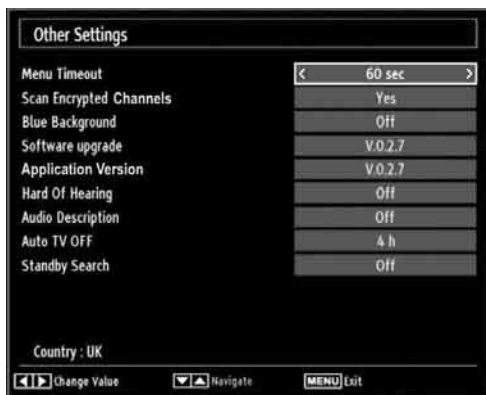 Other Settings
Menu Timeout < 60 sec >
Scan Encrypted Channels Yes
Blue Background Off
Software upgrade V.0.2.7
Application Version V.0.2.7
Hard Of Hearing Off
Audio Description Off
Auto TV OFF 4 h
Standby Search Off
Country : UK
Change Value Navigate MENU Exit